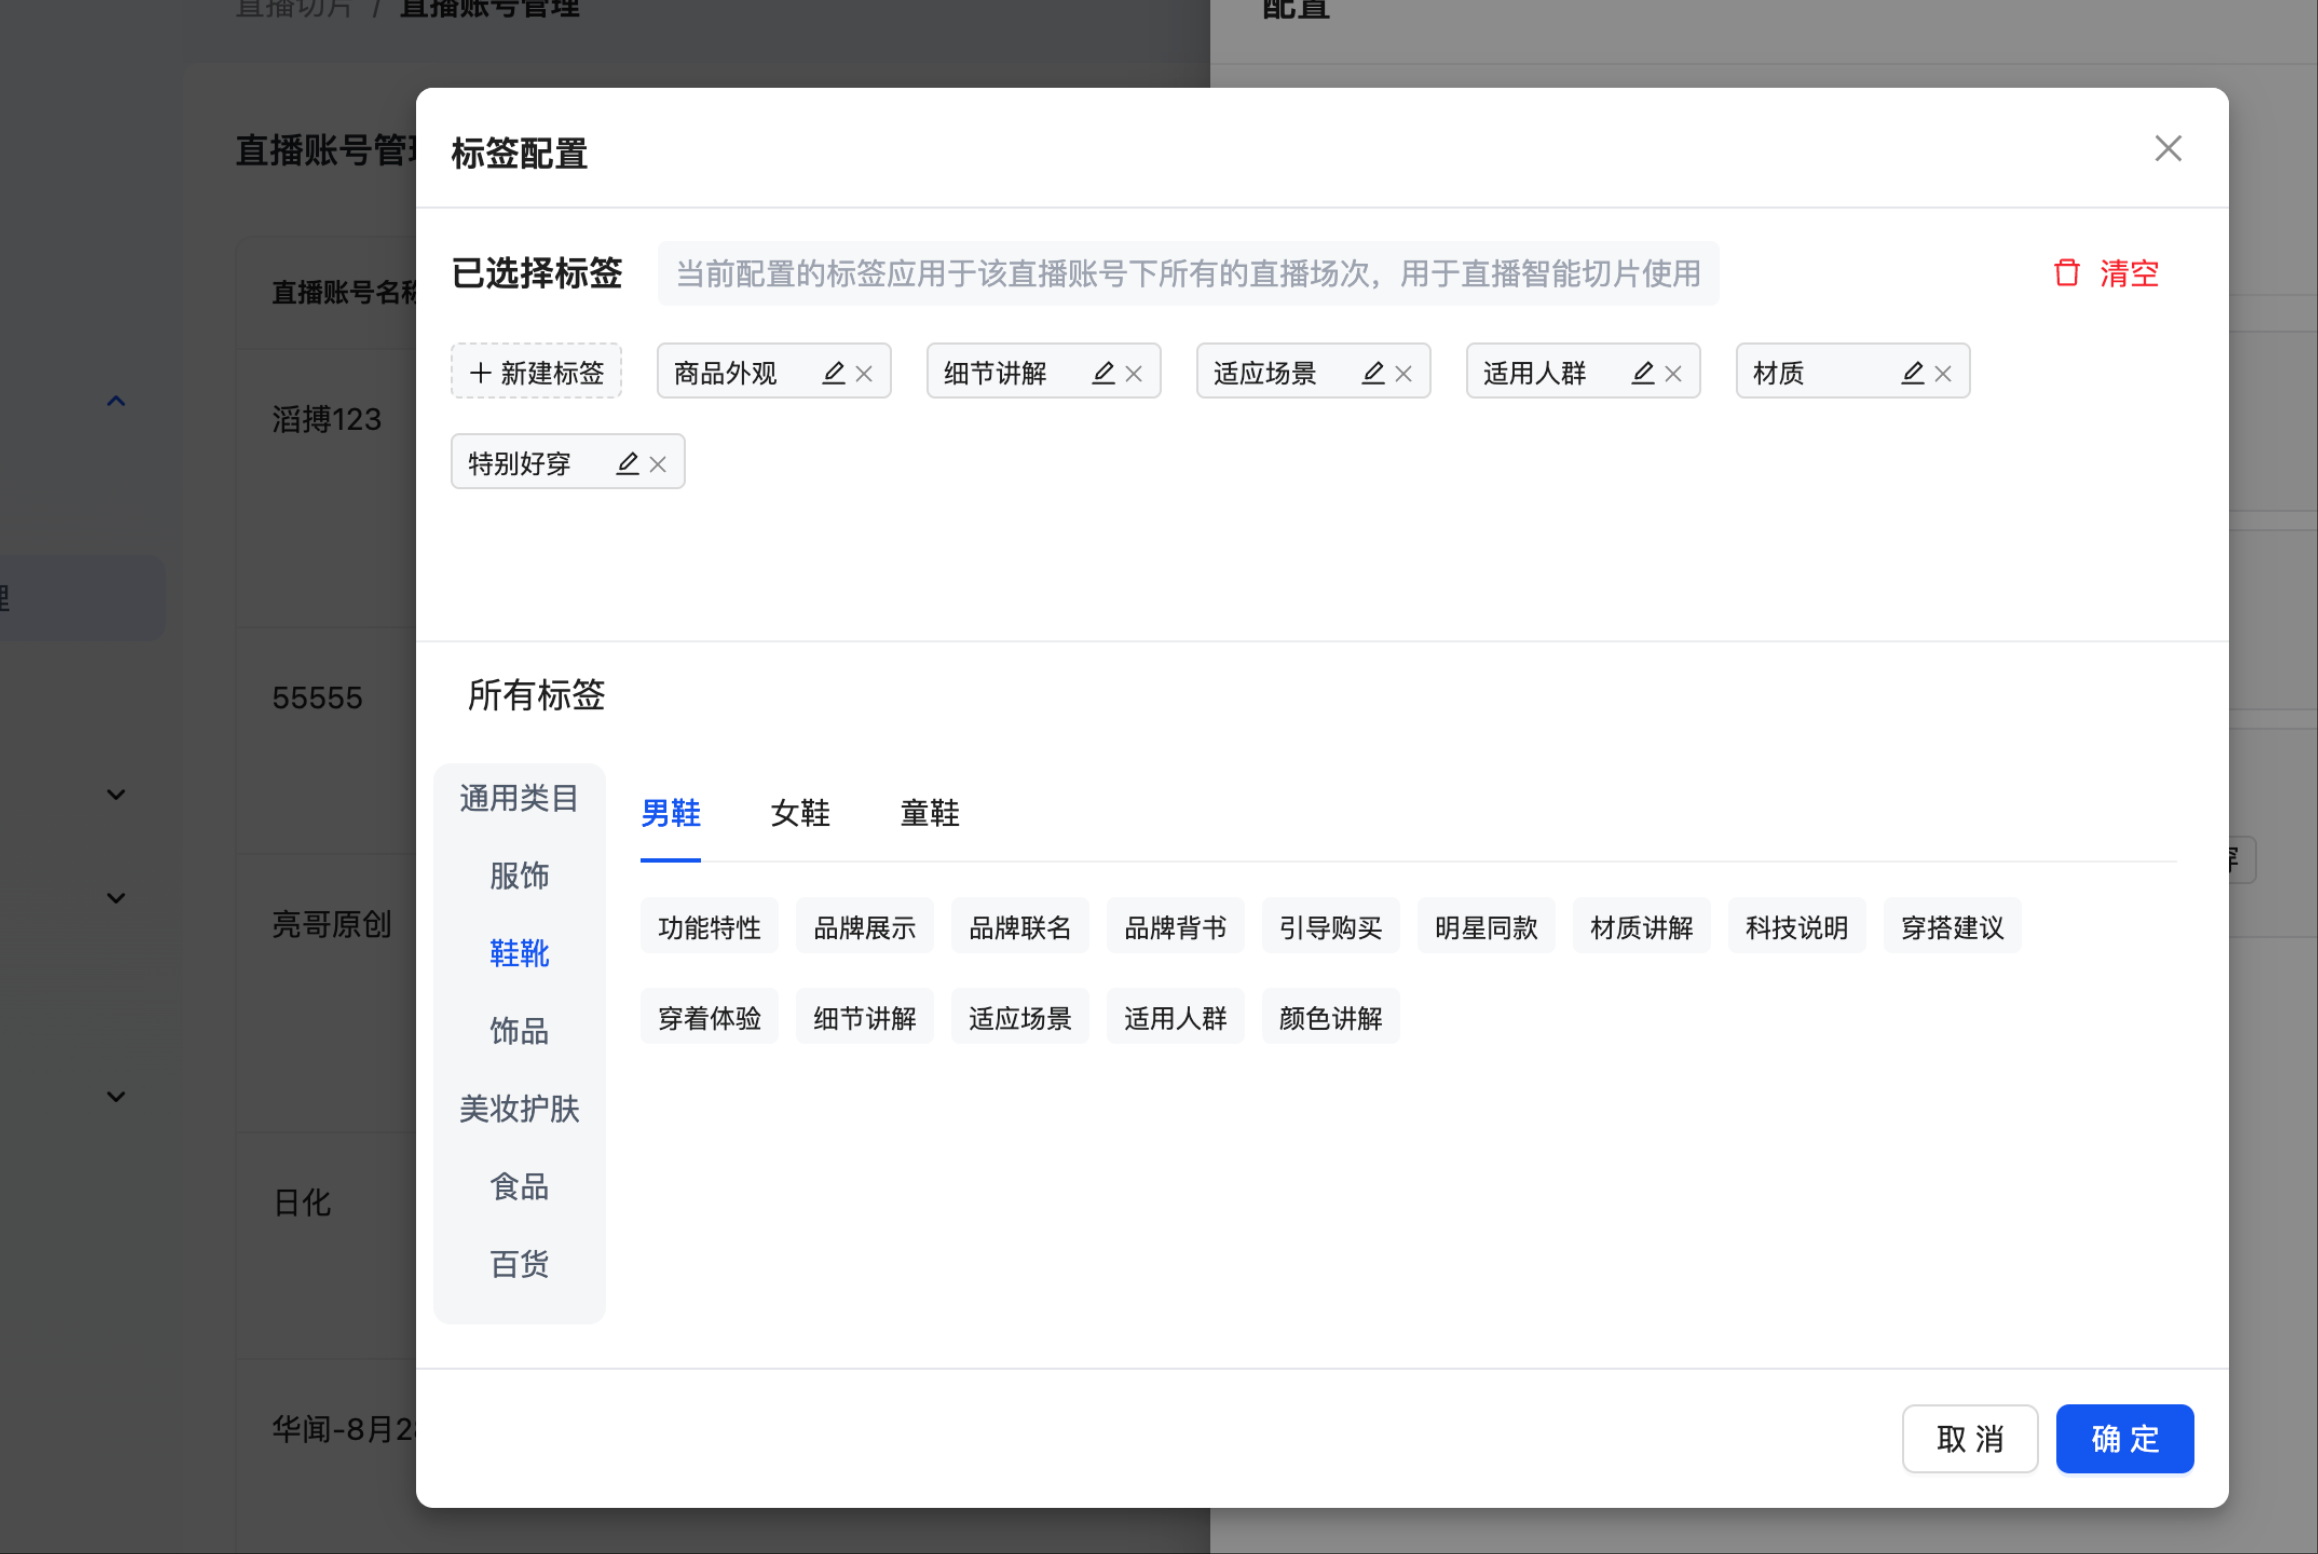 直播切片 / 直播账号管理
配置
直播账号管理
直播账号名称
滔搏123
55555
亮哥原创
日化
华闻-8月2
理
标签配置
已选择标签
当前配置的标签应用于该直播账号下所有的直播场次，用于直播智能切片使用
清空
新建标签
商品外观
细节讲解
适应场景
适用人群
材质
特别好穿
所有标签
通用类目
服饰
鞋靴
饰品
美妆护肤
食品
百货
男鞋 女鞋 童鞋
功能特性 品牌展示 品牌联名 品牌背书 引导购买 明星同款 材质讲解 科技说明 穿搭建议
穿着体验 细节讲解 适应场景 适用人群 颜色讲解
取 消
确 定